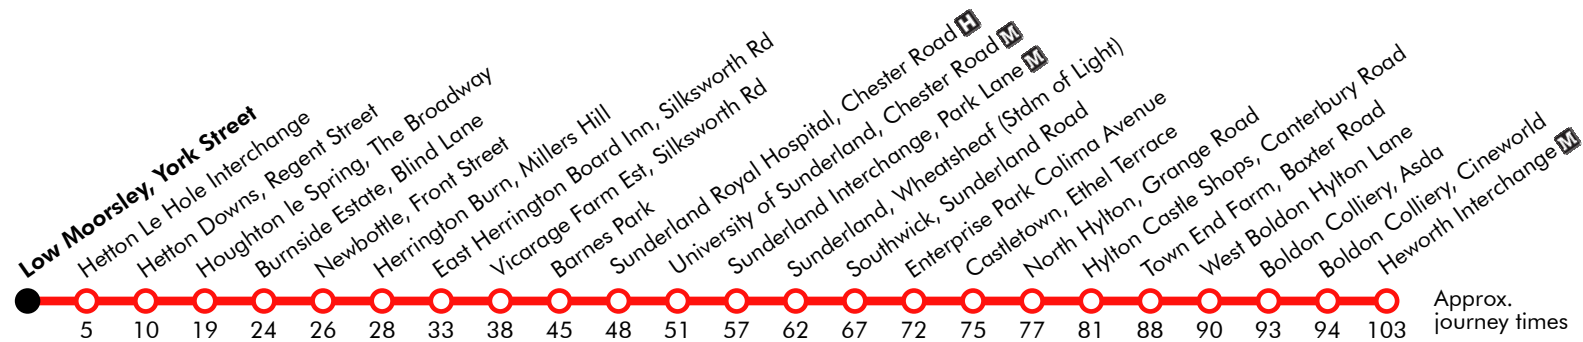 Low Moorsley, York Street
Hetton Le Hole Interchange
Hetton Downs, Regent Street
Houghton le Spring, The Broadway
Burnside Estate, Blind Lane
Newbottle, Front Street
Herrington Burn, Millers Hill
East Herrington Board Inn, Silksworth Rd
Vicarage Farm Est, Silksworth Rd
Barnes Park
Sunderland Royal Hospital, Chester Road H
University of Sunderland, Chester Road M
Sunderland Interchange, Park Lane M
Sunderland, Wheatsheaf (Stdm of Light)
Southwick, Sunderland Road
Enterprise Park Colima Avenue
Castletown, Ethel Terrace
North Hylton, Grange Road
Hylton Castle Shops, Canterbury Road
Town End Farm, Baxter Road
West Boldon Hylton Lane
Boldon Colliery, Asda
Boldon Colliery, Cineworld
Heworth Interchange M
5 10 19 24 26 28 33 38 45 48 51 57 62 67 72 75 77 81 88 90 93 94 103
Approx.
journey times